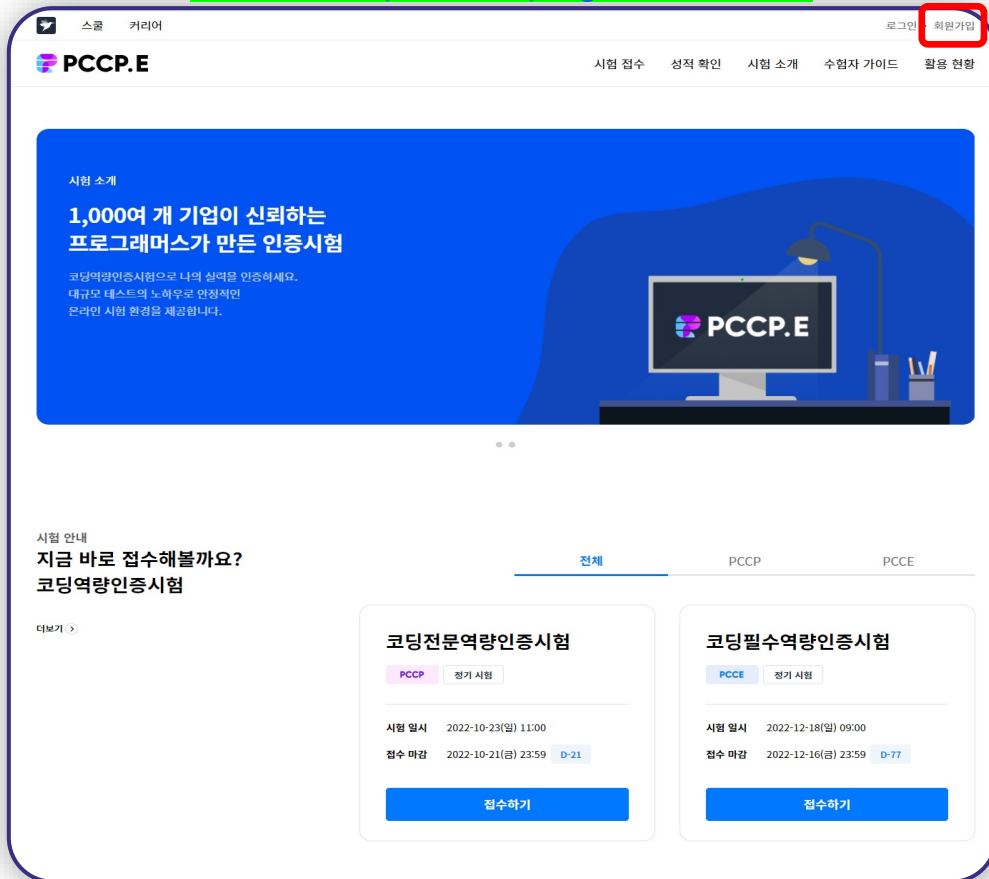 스쿨 커리어
로그인 회원가입
PCCP.E
시험 접수 성적 확인 시험 소개 수험자 가이드 활용 현황
시험 소개
1,000여 개 기업이 신뢰하는
프로그래머스가 만든 인증시험
코딩역량인증시험으로 나의 실력을 인증하세요.
대규모 테스트의 노하우로 안정적인
온라인 시험 환경을 제공합니다.
PCCP.E
시험 안내
지금 바로 접수해볼까요?
코딩역량인증시험
더보기
전체 PCCP PCCE
코딩전문역량인증시험
PCCP 정기 시험
시험 일시 2022-10-23(일) 11:00
접수 마감 2022-10-21(금) 23:59 D-21
접수하기
코딩필수역량인증시험
PCCE 정기 시험
시험 일시 2022-12-18(일) 09:00
접수 마감 2022-12-16(금) 23:59 D-77
접수하기